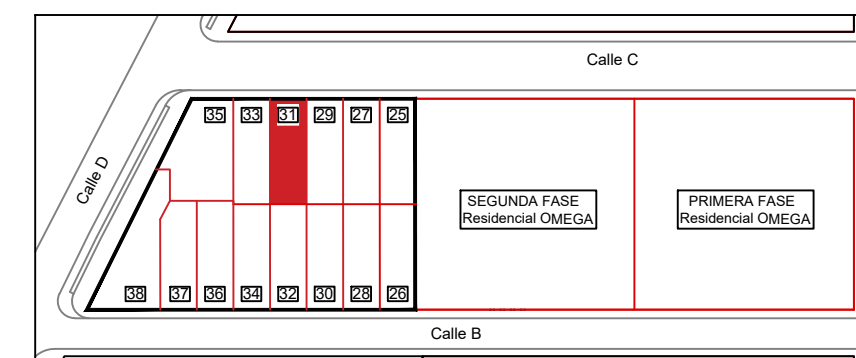 Calle C
35 33 31 29 27 25
Calle D
SEGUNDA FASE
Residencial OMEGA
PRIMERA FASE
Residencial OMEGA
38 37 36 34 32 30 28 26
Calle B